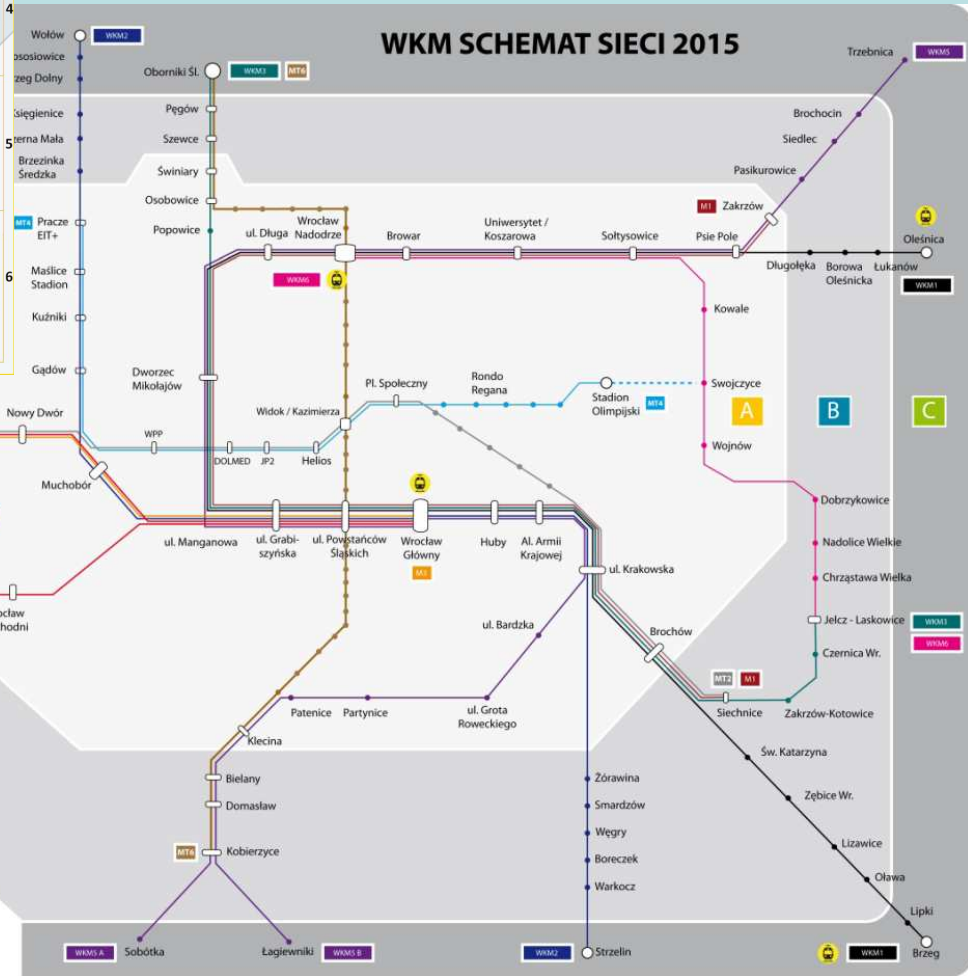 4
5
6
WKM SCHEMAT SIECI 2015
Wołów
WKM2
Księgienice
Brzezinka
Średzka
MT4
Pracze
EIT+
Maślice
Stadion
Kuźniki
Gądów
Nowy Dwór
Muchobór
Oborniki Śl.
WKM3
MT6
Pęgów
Szewce
Świniary
Osobowice
Popowice
ul. Długa
Wrocław
Nadodrze
WKM6
Browar
Uniwersytet /
Koszarowa
Sołtysowice
Psie Pole
M1
Zakrzów
Pasikurowice
Siedlec
Brochocin
Trzebnica
WKM5
Długołęka
Borowa
Oleśnicka
Łukanów
Oleśnica
WKM1
Kowale
Swojczyce
Wojnów
A
B
C
Dworzec
Mikołajów
WPP
DOLMED
JP2
Helios
Widok / Kazimierza
Pl. Społeczny
Rondo
Regana
Stadion
Olimpijski
MT4
ul. Manganowa
ul. Grabi-
szyńska
ul. Powstańców
Śląskich
Wrocław
Główny
Huby
Al. Armii
Krajowej
ul. Krakowska
Brochów
MT2
M1
Siechnice
Zakrzów-Kotowice
Czernica Wr.
Jelcz - Laskowice
WKM3
WKM6
Chrząstawa Wielka
Nadolice Wielkie
Dobrzykowice
ul. Bardzka
ul. Grota
Roweckiego
Partynice
Patenice
Klecina
Bielany
Domasław
MT6
Kobierzyce
WKM5 A
Sobótka
Łagiewniki
WKM5 B
Żórawina
Smardzów
Węgry
Boreczek
Warkocz
WKM2
Strzelin
Św. Katarzyna
Zębice Wr.
Lizawice
Oława
Lipki
WKM1
Brzeg